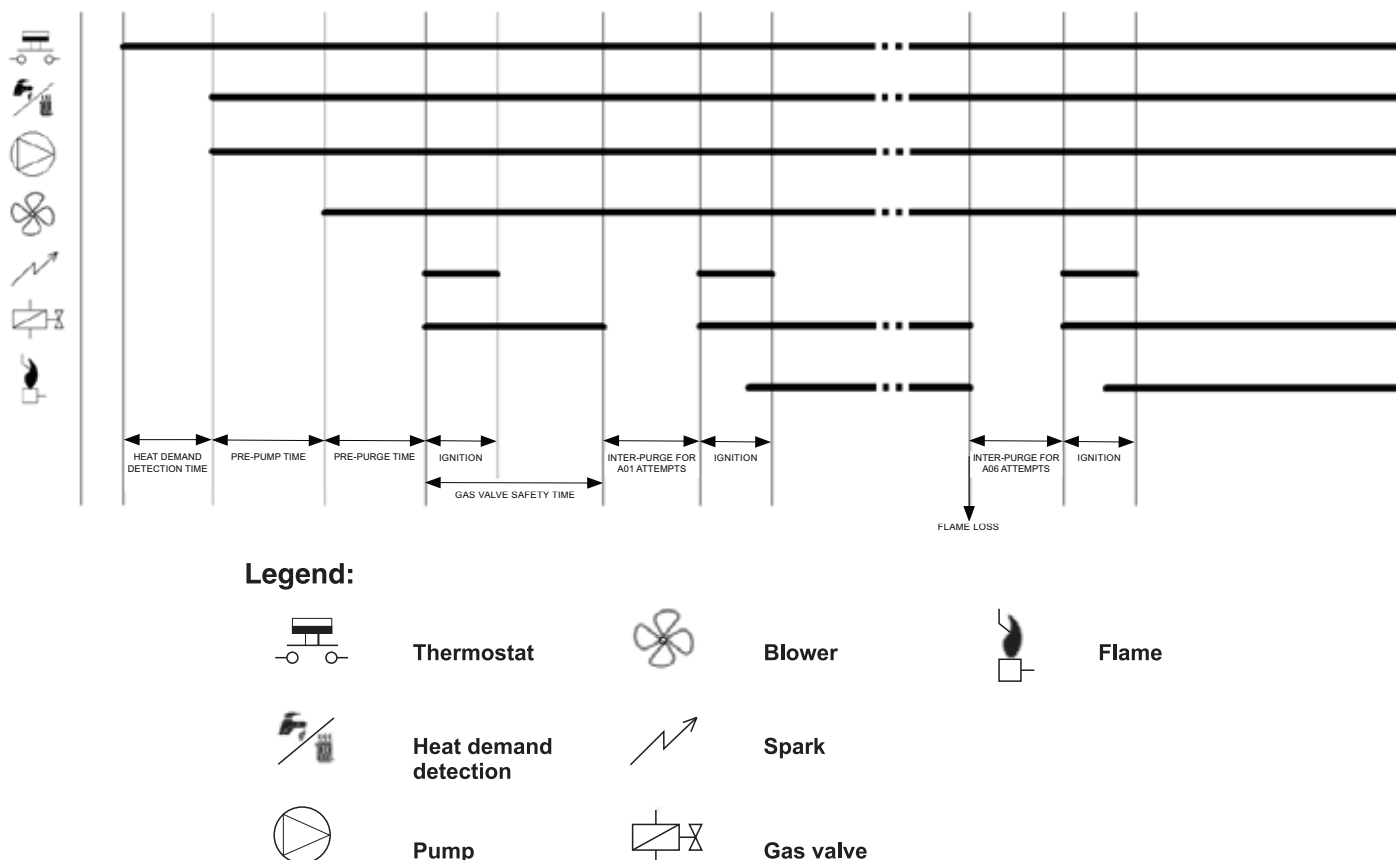 HEAT DEMAND
DETECTION TIME
PRE-PUMP TIME
PRE-PURGE TIME
IGNITION
INTER-PURGE FOR
A01 ATTEMPTS
IGNITION
INTER-PURGE FOR
A06 ATTEMPTS
IGNITION
GAS VALVE SAFETY TIME
FLAME LOSS
Legend:
Thermostat
Blower
Flame
Heat demand
detection
Spark
Pump
Gas valve